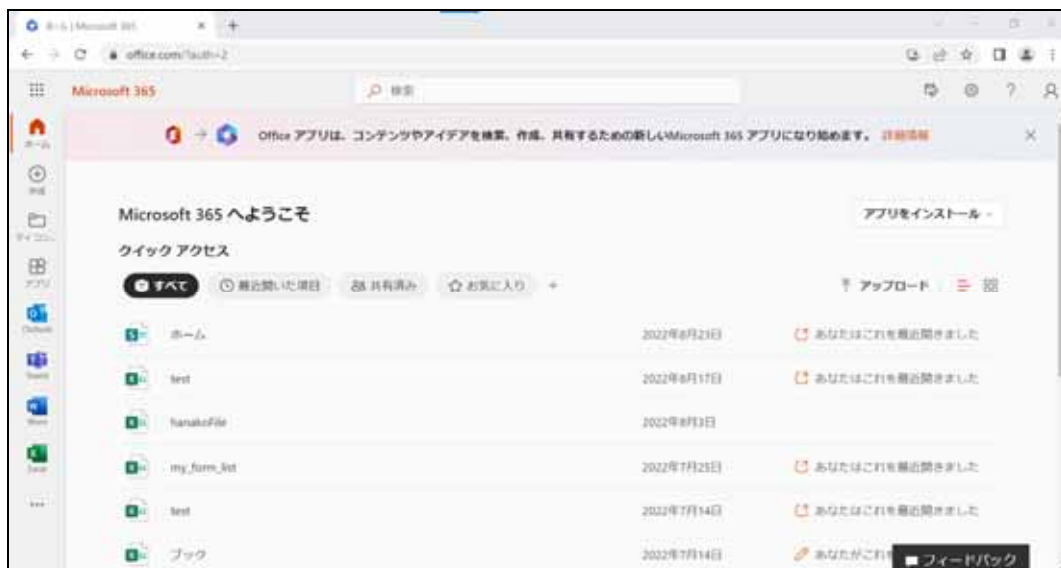 ホーム | Microsoft 365
office.com/?auth=2
Microsoft 365
検索
ホーム
Office アプリは、コンテンツやアイデアを検索、作成、共有するための新しいMicrosoft 365 アプリになり始めます。 詳細情報
作成
アプリ
Outlook
Teams
Word
Excel
Microsoft 365 へようこそ
アプリをインストール
クイック アクセス
すべて 最近開いた項目 共有済み お気に入り +
アップロード
ホーム 2022年8月23日 あなたはこれを最近開きました
test 2022年8月17日 あなたはこれを最近開きました
hanakoFile 2022年8月3日
my_form_list 2022年7月25日 あなたはこれを最近開きました
test 2022年7月14日 あなたはこれを最近開きました
ブック 2022年7月14日 あなたがこれ
フィードバック